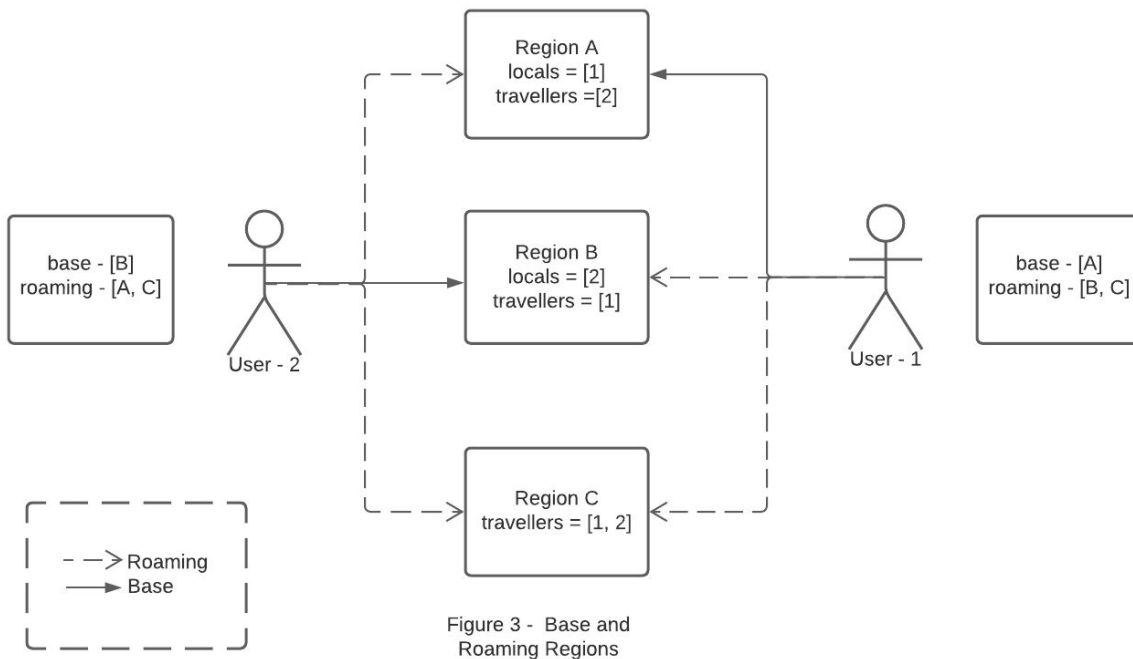 Region A
locals = [1]
travellers =[2]
base - [B]
roaming - [A, C]
User - 2
Region B
locals = [2]
travellers = [1]
User - 1
base - [A]
roaming - [B, C]
Region C
travellers = [1, 2]
Roaming
Base
Figure 3 -  Base and
Roaming Regions